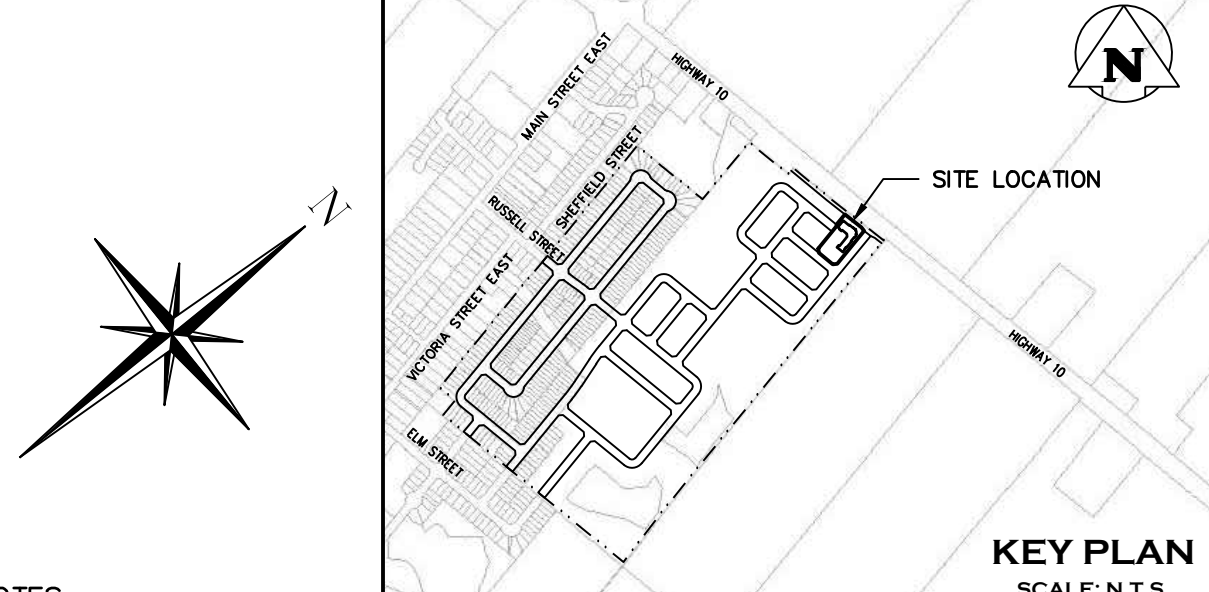 N
N
MAIN STREET EAST
HIGHWAY 10
SHEFFIELD STREET
SITE LOCATION
RUSSELL STREET
VICTORIA STREET EAST
HIGHWAY 10
ELM STREET
KEY PLAN
SCALE: N.T.S.